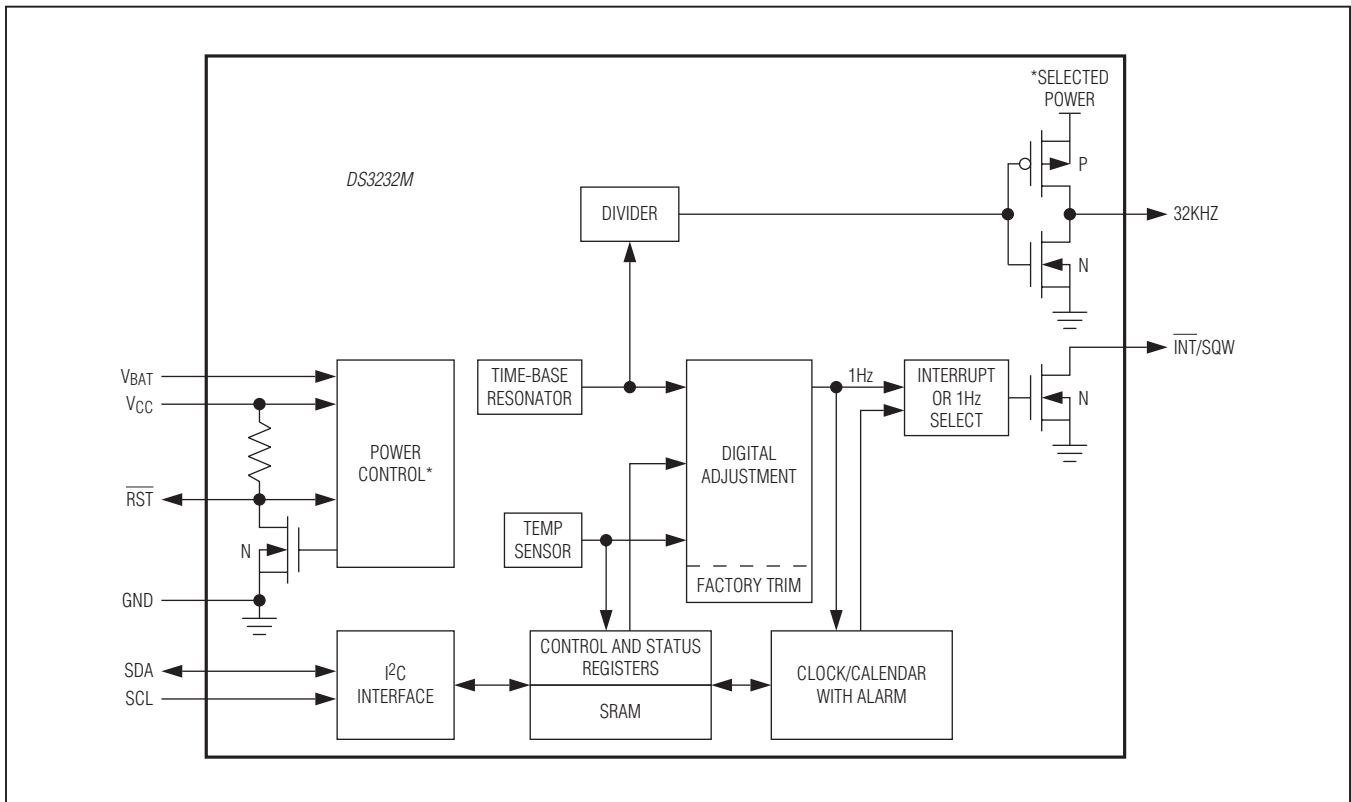 *SELECTED
POWER
P
DS3232M
DIVIDER
32KHZ
N
INT/SQW
VBAT
VCC
TIME-BASE
RESONATOR
1Hz
INTERRUPT
OR 1Hz
SELECT
N
POWER
CONTROL*
DIGITAL
ADJUSTMENT
RST
TEMP
SENSOR
N
FACTORY TRIM
GND
SDA
SCL
I2C
INTERFACE
CONTROL AND STATUS
REGISTERS
SRAM
CLOCK/CALENDAR
WITH ALARM